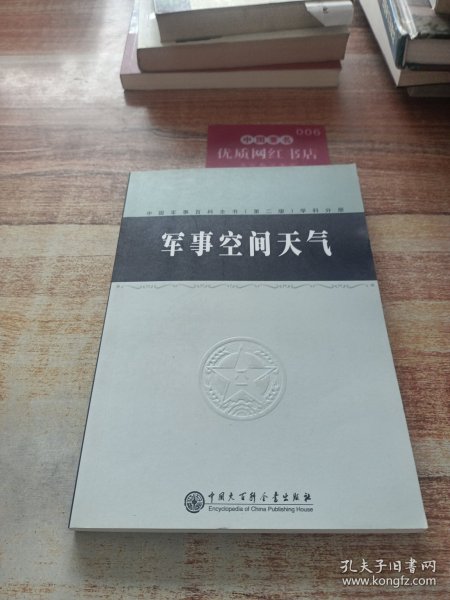 006
中国著名
优质网红书店
中国军事百科全书(第二版)学科分册
军事空间天气
中国大百科全书出版社
Encyclopedia of China Publishing House
孔夫子旧书网
www.kongfz.com